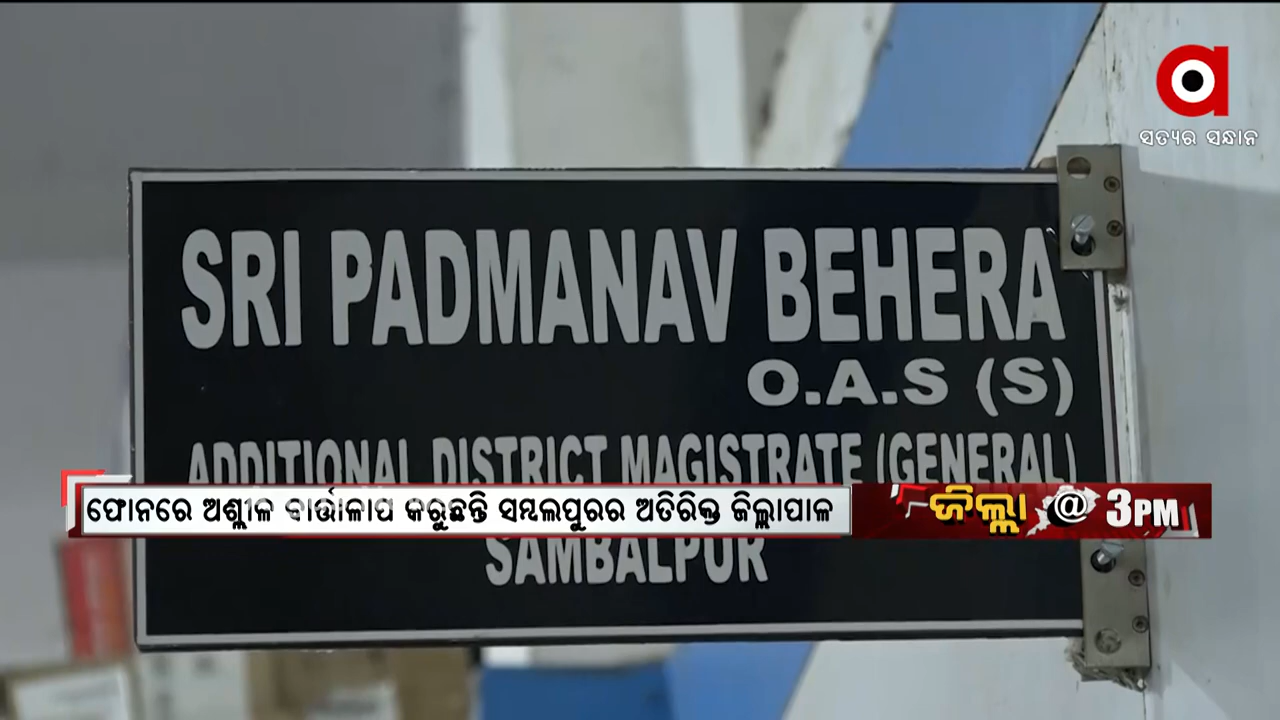 ସତ୍ୟର ସନ୍ଧାନ
SRI PADMANAV BEHERA
O.A.S (S)
ADDITIONAL DISTRICT MAGISTRATE (GENERAL)
ଫୋନରେ ଅଶ୍ଳୀଳ ବାର୍ତ୍ତାଳାପ କରୁଛନ୍ତି ସମ୍ବଲପୁରର ଅତିରିକ୍ତ ଜିଲ୍ଲାପାଳ
ଜିଲ୍ଲା @ 3PM
SAMBALPUR